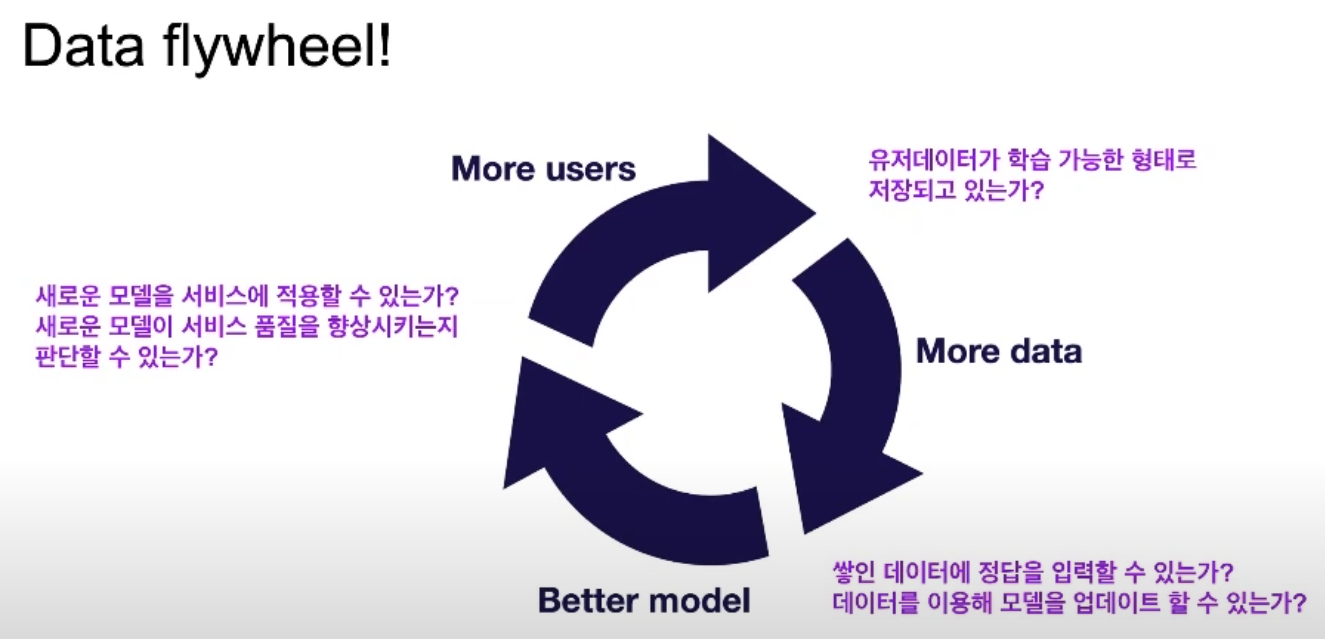 Data flywheel!
More users
유저데이터가 학습 가능한 형태로
저장되고 있는가?
새로운 모델을 서비스에 적용할 수 있는가?
새로운 모델이 서비스 품질을 향상시키는지
판단할 수 있는가?
More data
쌓인 데이터에 정답을 입력할 수 있는가?
데이터를 이용해 모델을 업데이트 할 수 있는가?
Better model